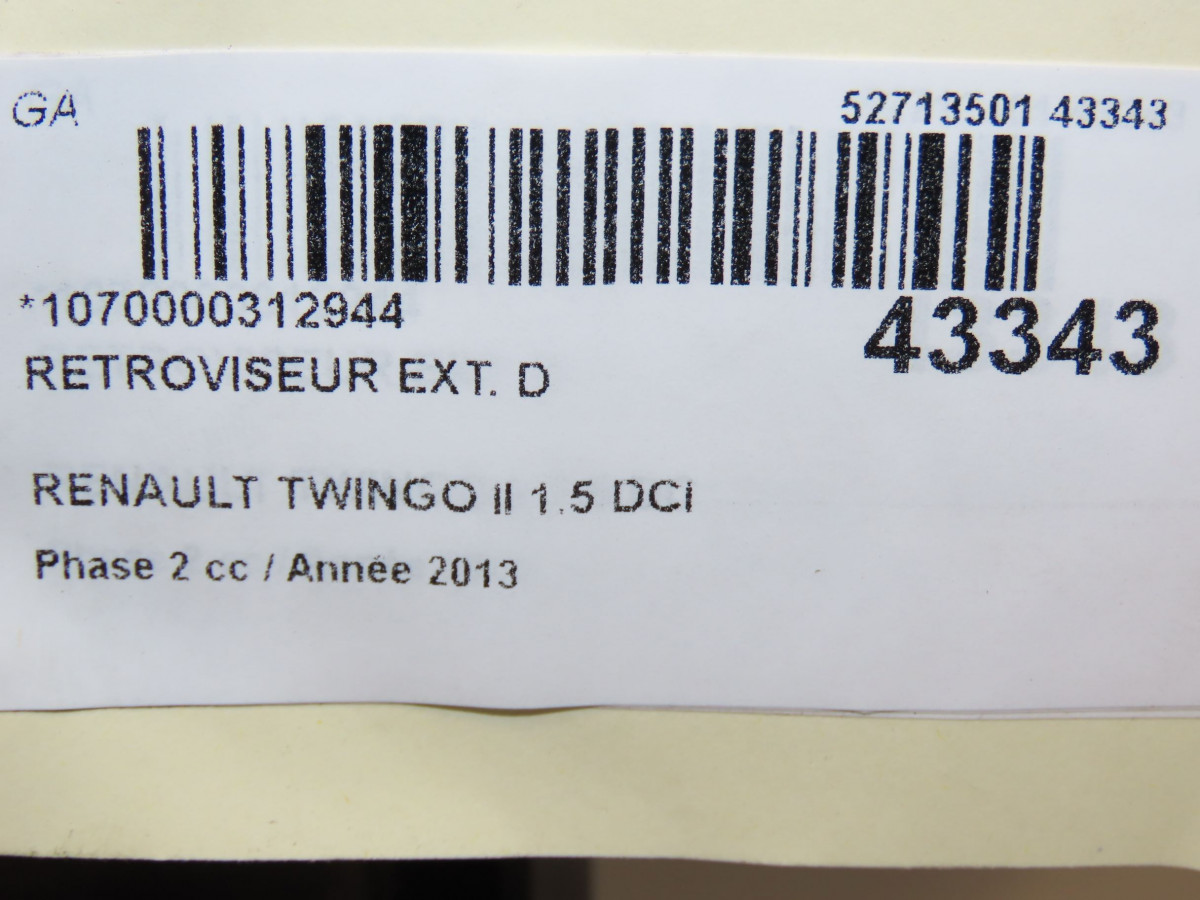 GA
52713501 43343
*1070000312944
43343
RETROVISEUR EXT. D
RENAULT TWINGO II 1.5 DCI
Phase 2 cc / Année 2013